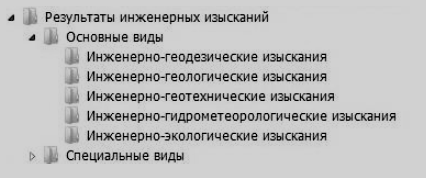 Результаты инженерных изысканий
Основные виды
Инженерно-геодезические изыскания
Инженерно-геологические изыскания
Инженерно-геотехнические изыскания
Инженерно-гидрометеорологические изыскания
Инженерно-экологические изыскания
Специальные виды